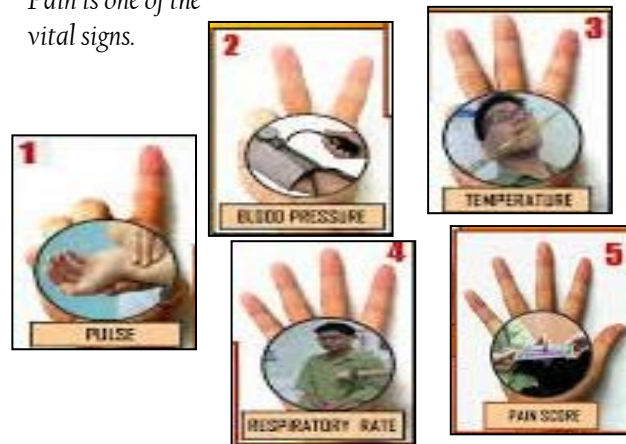 Pain is one of the
vital signs.
1
PULSE
2
BLOOD PRESSURE
3
TEMPERATURE
4
RESPIRATORY RATE
5
PAIN SCORE